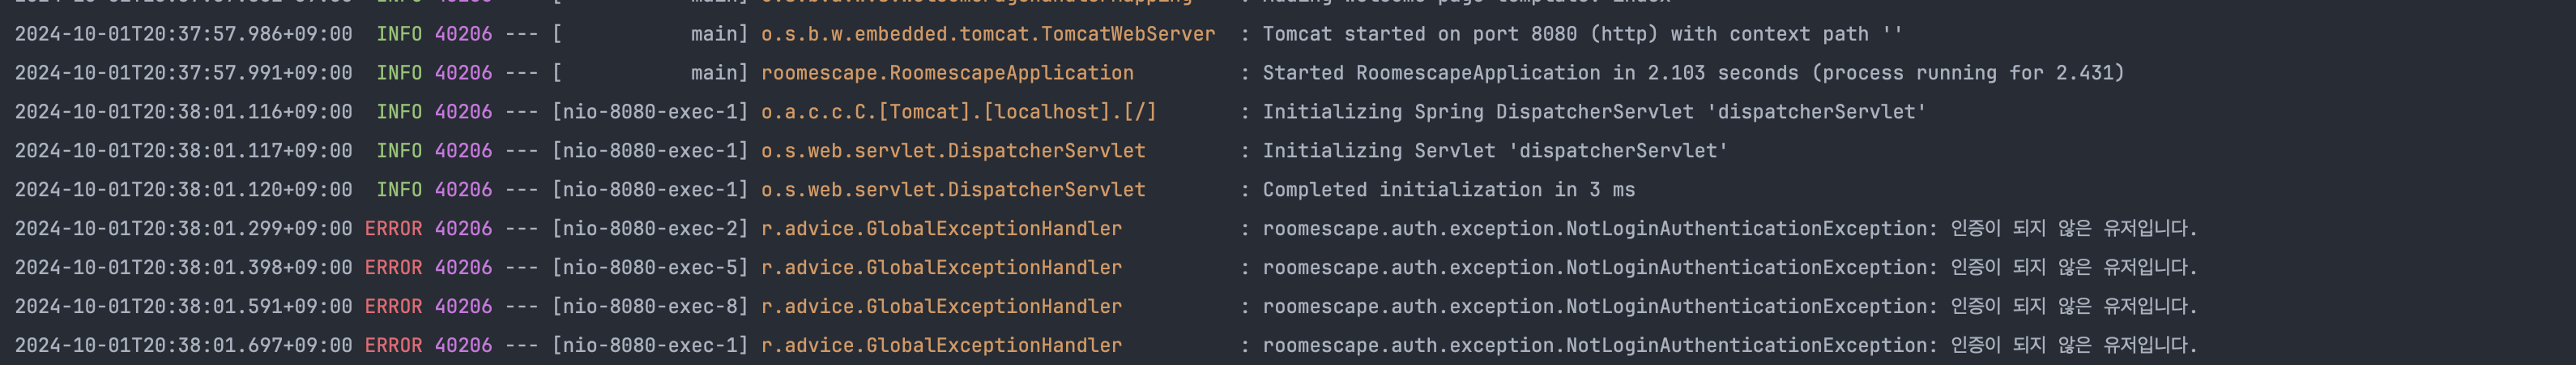 2024-10-01T20:37:57.986+09:00  INFO 40206 --- [           main] o.s.b.w.embedded.tomcat.TomcatWebServer  : Tomcat started on port 8080 (http) with context path ''
2024-10-01T20:37:57.991+09:00  INFO 40206 --- [           main] roomescape.RoomescapeApplication         : Started RoomescapeApplication in 2.103 seconds (process running for 2.431)
2024-10-01T20:38:01.116+09:00  INFO 40206 --- [nio-8080-exec-1] o.a.c.c.C.[Tomcat].[localhost].[/]       : Initializing Spring DispatcherServlet 'dispatcherServlet'
2024-10-01T20:38:01.117+09:00  INFO 40206 --- [nio-8080-exec-1] o.s.web.servlet.DispatcherServlet        : Initializing Servlet 'dispatcherServlet'
2024-10-01T20:38:01.120+09:00  INFO 40206 --- [nio-8080-exec-1] o.s.web.servlet.DispatcherServlet        : Completed initialization in 3 ms
2024-10-01T20:38:01.299+09:00 ERROR 40206 --- [nio-8080-exec-2] r.advice.GlobalExceptionHandler          : roomescape.auth.exception.NotLoginAuthenticationException: 인증이 되지 않은 유저입니다.
2024-10-01T20:38:01.398+09:00 ERROR 40206 --- [nio-8080-exec-5] r.advice.GlobalExceptionHandler          : roomescape.auth.exception.NotLoginAuthenticationException: 인증이 되지 않은 유저입니다.
2024-10-01T20:38:01.591+09:00 ERROR 40206 --- [nio-8080-exec-8] r.advice.GlobalExceptionHandler          : roomescape.auth.exception.NotLoginAuthenticationException: 인증이 되지 않은 유저입니다.
2024-10-01T20:38:01.697+09:00 ERROR 40206 --- [nio-8080-exec-1] r.advice.GlobalExceptionHandler          : roomescape.auth.exception.NotLoginAuthenticationException: 인증이 되지 않은 유저입니다.